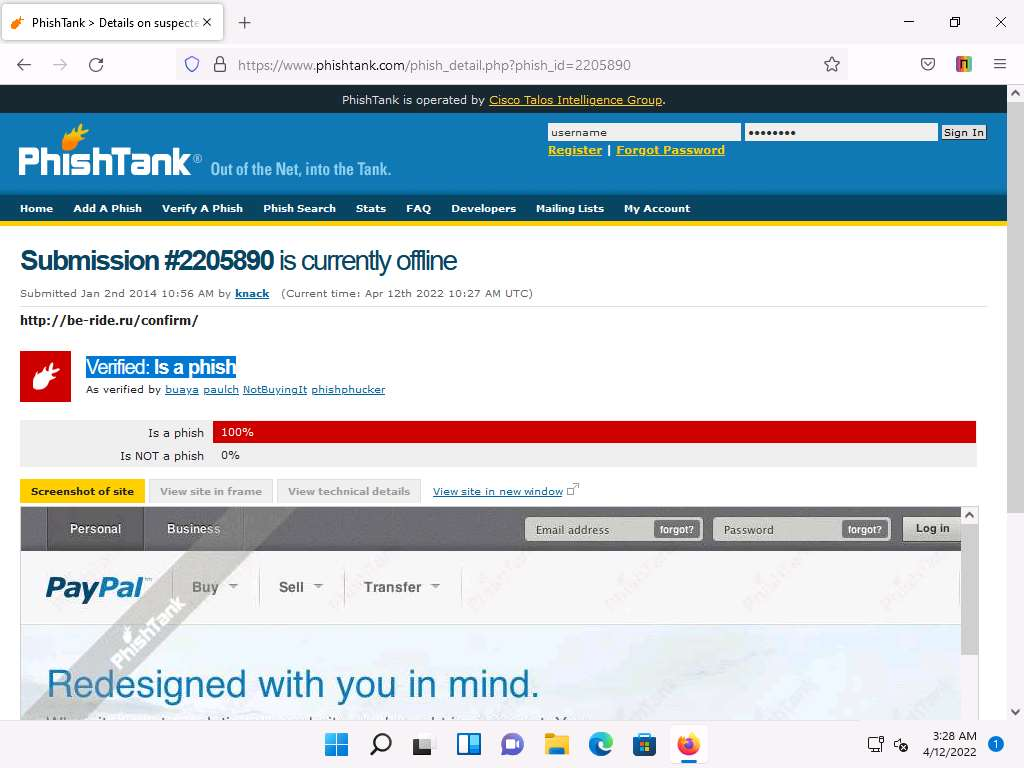 PhishTank > Details on suspecte
https://www.phishtank.com/phish_detail.php?phish_id=2205890
PhishTank is operated by Cisco Talos Intelligence Group.
PhishTank® Out of the Net, into the Tank.
username •••••••• Sign In
Register | Forgot Password
Home Add A Phish Verify A Phish Phish Search Stats FAQ Developers Mailing Lists My Account
Submission #2205890 is currently offline
Submitted Jan 2nd 2014 10:56 AM by knack (Current time: Apr 12th 2022 10:27 AM UTC)
http://be-ride.ru/confirm/
Verified: Is a phish
As verified by buaya paulch NotBuyingIt phishphucker
Is a phish 100%
Is NOT a phish 0%
Screenshot of site View site in frame View technical details View site in new window
Personal Business Email address forgot? Password forgot? Log in
PayPal™ Buy Sell Transfer
PhishTank
Redesigned with you in mind.
3:28 AM
4/12/2022 1